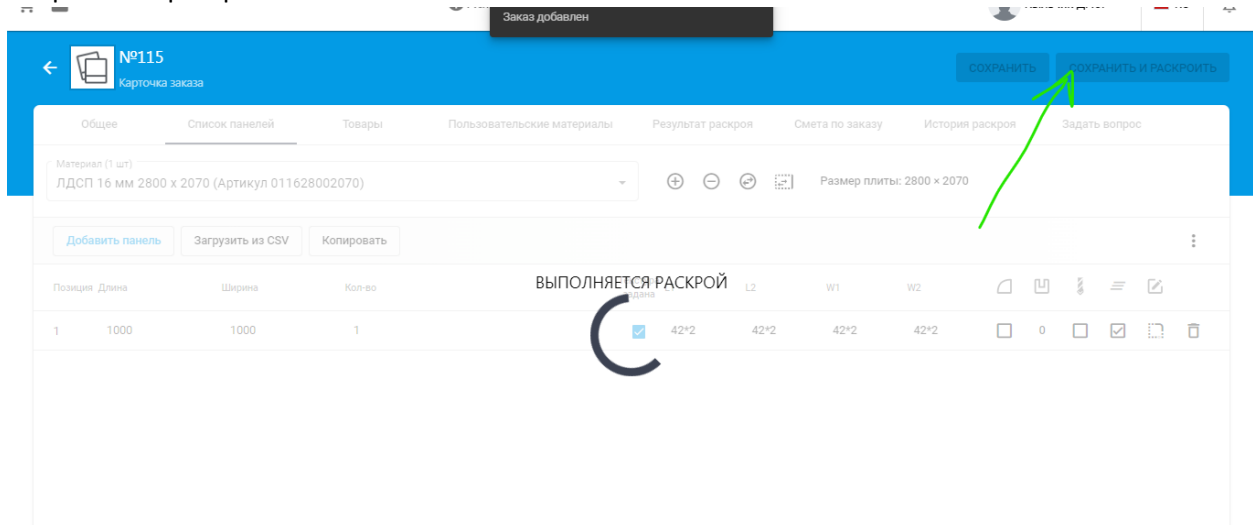 Заказ добавлен
№115
Карточка заказа
СОХРАНИТЬ
СОХРАНИТЬ И РАСКРОИТЬ
Общее
Список панелей
Товары
Пользовательские материалы
Результат раскроя
Смета по заказу
История раскроя
Задать вопрос
Материал (1 шт)
ЛДСП 16 мм 2800 x 2070 (Артикул 011628002070)
Размер плиты: 2800 × 2070
Добавить панель
Загрузить из CSV
Копировать
ВЫПОЛНЯЕТСЯ РАСКРОЙ
Позиция Длина Ширина Кол-во задана L2 W1 W2
1 1000 1000 1 42*2 42*2 42*2 42*2 0